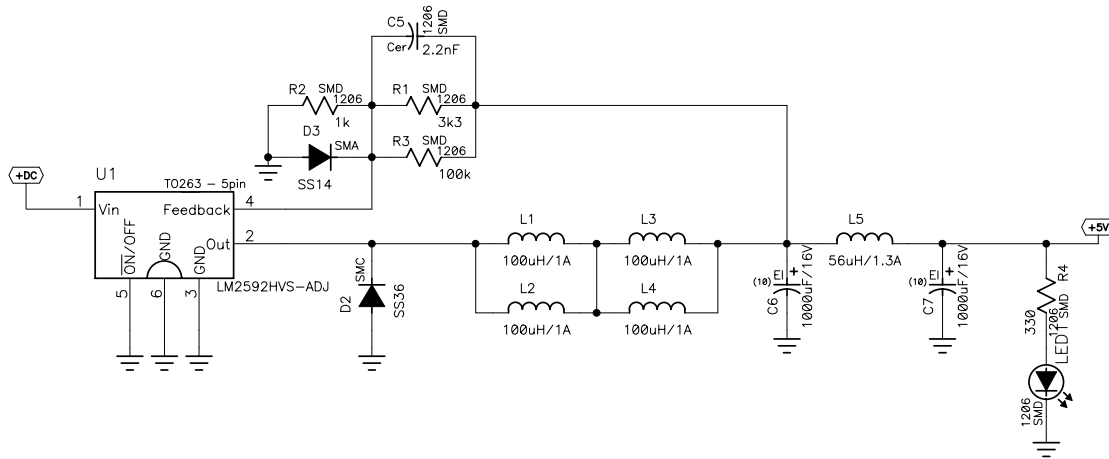 C5
1206
SMD
Cer
2.2nF
R2
SMD
1206
1k
R1
SMD
1206
3k3
D3
SMA
SS14
R3
SMD
1206
100k
+DC
U1
TO263 - 5pin
1
Vin
Feedback
4
Out
2
ON/OFF
GND
GND
5
6
3
LM2592HVS-ADJ
D2
SMC
SS36
L1
100uH/1A
L3
100uH/1A
L2
100uH/1A
L4
100uH/1A
(10)
El
+
C6
1000uF/16V
L5
56uH/1.3A
(10)
El
+
C7
1000uF/16V
+5V
R4
330
1206
SMD
LED1
1206
SMD